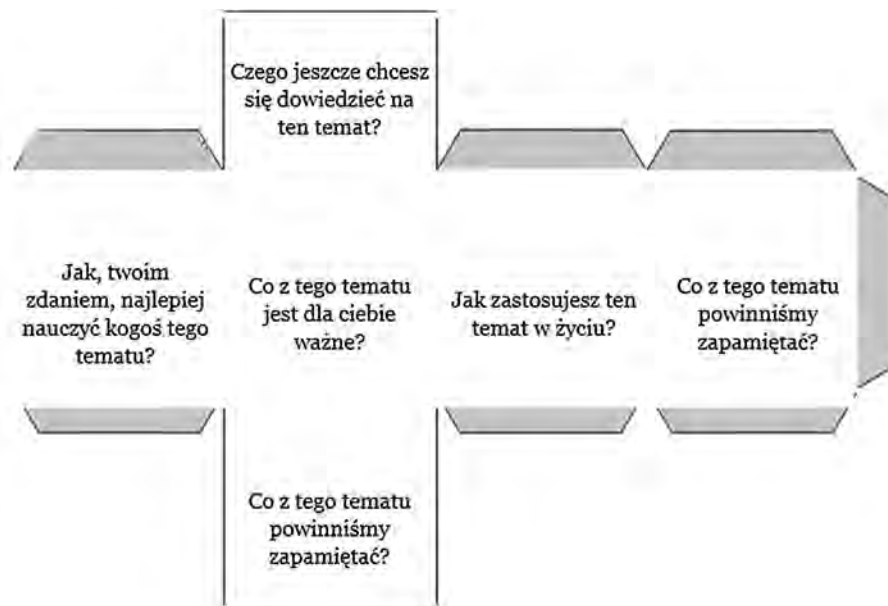 Czego jeszcze chcesz
się dowiedzieć na
ten temat?
Jak, twoim
zdaniem, najlepiej
nauczyć kogoś tego
tematu?
Co z tego tematu
jest dla ciebie
ważne?
Jak zastosujesz ten
temat w życiu?
Co z tego tematu
powinniśmy
zapamiętać?
Co z tego tematu
powinniśmy
zapamiętać?